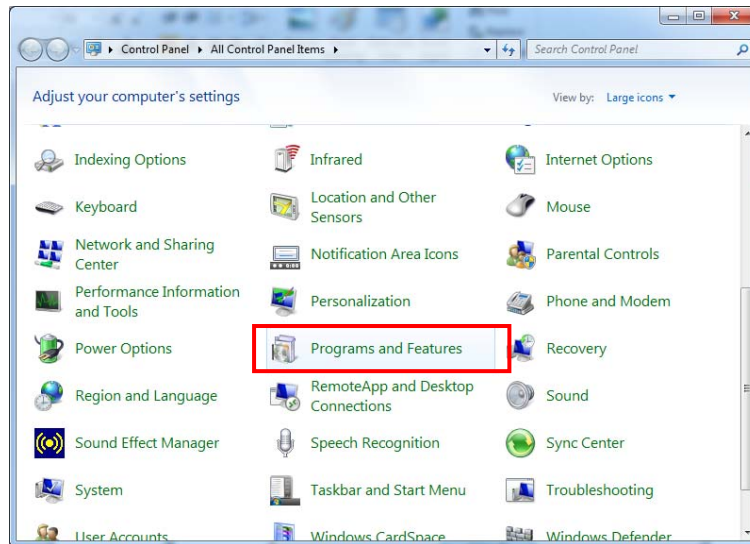 Control Panel All Control Panel Items
Search Control Panel
Adjust your computer's settings
View by: Large icons
Indexing Options
Infrared
Internet Options
Keyboard
Location and Other
Sensors
Mouse
Network and Sharing
Center
Notification Area Icons
Parental Controls
Performance Information
and Tools
Personalization
Phone and Modem
Power Options
Programs and Features
Recovery
Region and Language
RemoteApp and Desktop
Connections
Sound
Sound Effect Manager
Speech Recognition
Sync Center
System
Taskbar and Start Menu
Troubleshooting
User Accounts
Windows CardSpace
Windows Defender